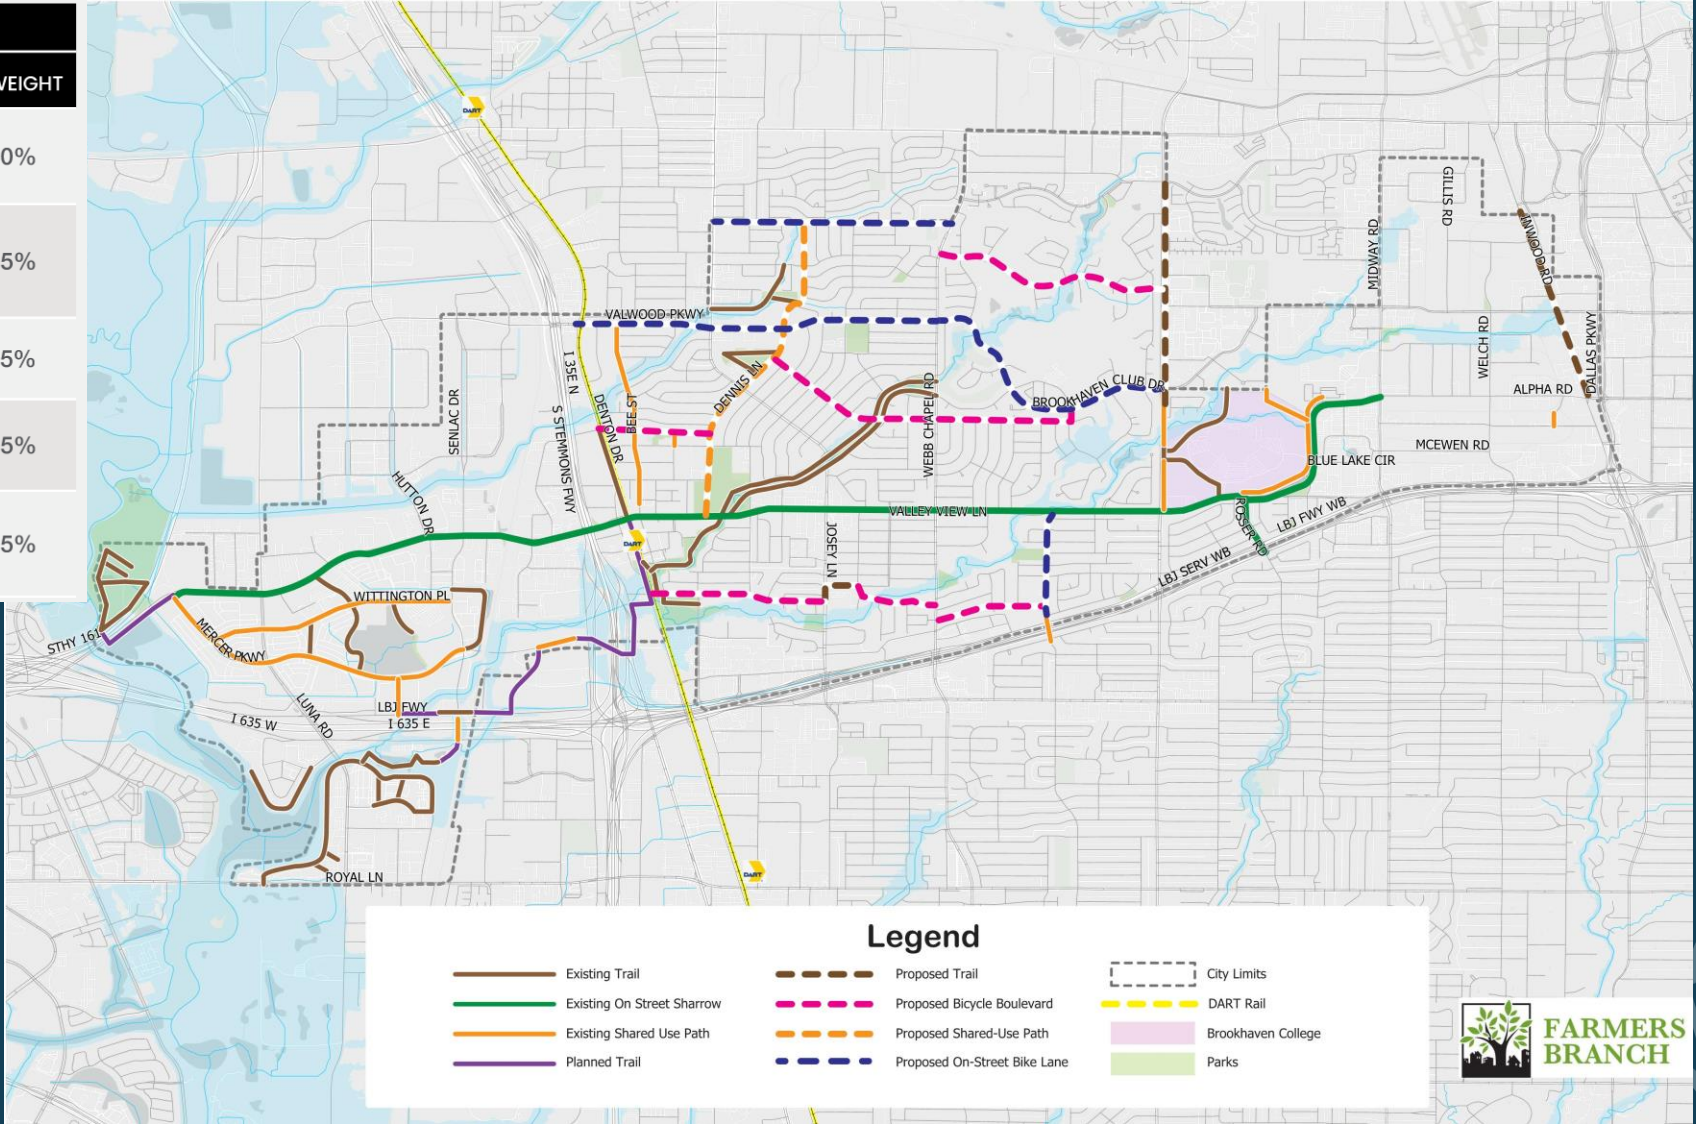 WEIGHT
0%
5%
5%
5%
5%
DART
GILLIS RD
MIDWAY RD
INWOOD RD
VALWOOD PKWY
I 35E N
WELCH RD
DALLAS PKWY
DENNIS LN
BROOKHAVEN CLUB DR
ALPHA RD
SENLAC DR
S STEMMONS FWY
DENTON DR
BEE ST
WEBB CHAPEL RD
MCEWEN RD
BLUE LAKE CIR
HUTTON DR
VALLEY VIEW LN
ROSSER RD
LBJ FWY WB
DART
JOSEY LN
LBJ SERV WB
WITTINGTON PL
STHY 161
MERCER PKWY
LUNA RD
LBJ FWY
I 635 W
I 635 E
DART
ROYAL LN
Legend
Existing Trail
Proposed Trail
City Limits
Existing On Street Sharrow
Proposed Bicycle Boulevard
DART Rail
Existing Shared Use Path
Proposed Shared-Use Path
Brookhaven College
Planned Trail
Proposed On-Street Bike Lane
Parks
FARMERS
BRANCH